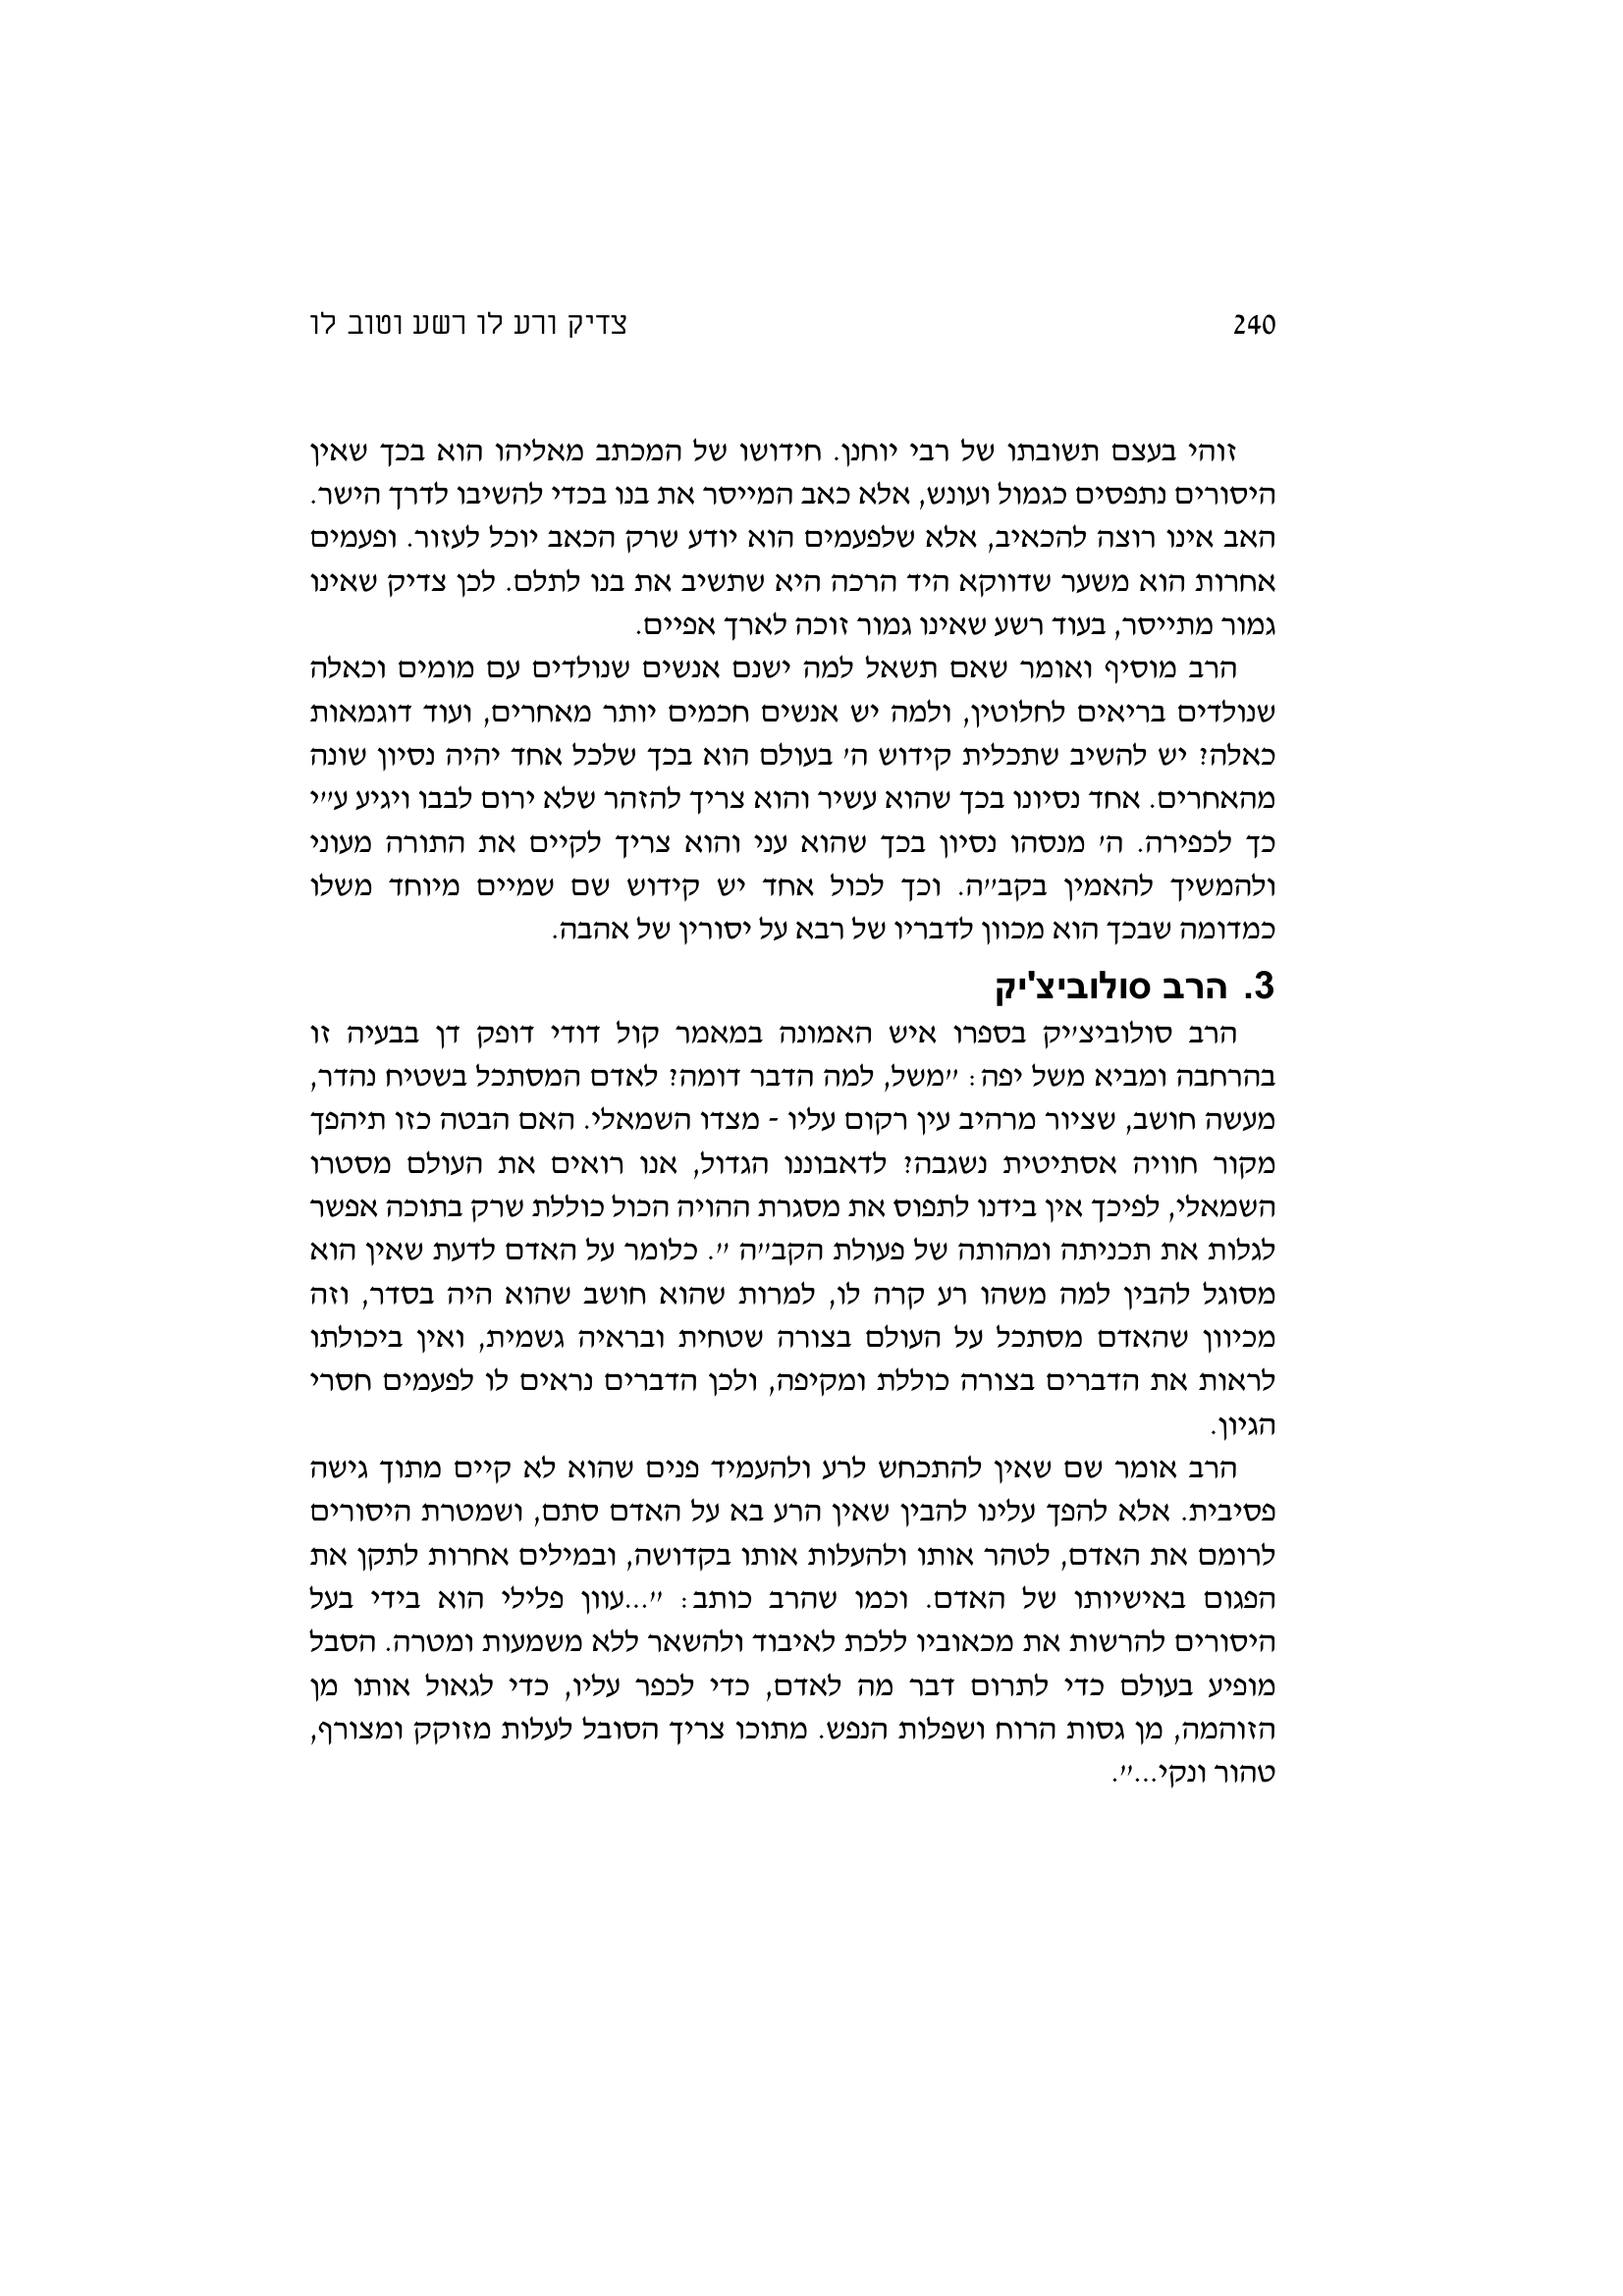 240 צדיק ורע לו רשע וטוב לו
זוהי בעצם תשובתו של רבי יוחנן. חידושו של המכתב מאליהו הוא בכך שאין
היסורים נתפסים כגמול ועונש, אלא כאב המייסר את בנו בכדי להשיבו לדרך הישר.
האב אינו רוצה להכאיב, אלא שלפעמים הוא יודע שרק הכאב יוכל לעזור. ופעמים
אחרות הוא משער שדווקא היד הרכה היא שתשיב את בנו לתלם. לכן צדיק שאינו
גמור מתייסר, בעוד רשע שאינו גמור זוכה לארך אפיים.
הרב מוסיף ואומר שאם תשאל למה ישנם אנשים שנולדים עם מומים וכאלה
שנולדים בריאים לחלוטין, ולמה יש אנשים חכמים יותר מאחרים, ועוד דוגמאות
כאלה? יש להשיב שתכלית קידוש ה' בעולם הוא בכך שלכל אחד יהיה נסיון שונה
מהאחרים. אחד נסיונו בכך שהוא עשיר והוא צריך להזהר שלא ירום לבבו ויגיע ע"י
כך לכפירה. ה' מנסהו נסיון בכך שהוא עני והוא צריך לקיים את התורה מעוני
ולהמשיך להאמין בקב"ה. וכך לכול אחד יש קידוש שם שמיים מיוחד משלו
כמדומה שבכך הוא מכוון לדבריו של רבא על יסורין של אהבה.
3. הרב סולוביצ'יק
הרב סולוביצ'יק בספרו איש האמונה במאמר קול דודי דופק דן בבעיה זו
בהרחבה ומביא משל יפה: "משל, למה הדבר דומה? לאדם המסתכל בשטיח נהדר,
מעשה חושב, שציור מרהיב עין רקום עליו - מצדו השמאלי. האם הבטה כזו תיהפך
מקור חוויה אסתיטית נשגבה? לדאבוננו הגדול, אנו רואים את העולם מסטרו
השמאלי, לפיכך אין בידנו לתפוס את מסגרת ההויה הכול כוללת שרק בתוכה אפשר
לגלות את תכניתה ומהותה של פעולת הקב"ה ". כלומר על האדם לדעת שאין הוא
מסוגל להבין למה משהו רע קרה לו, למרות שהוא חושב שהוא היה בסדר, וזה
מכיוון שהאדם מסתכל על העולם בצורה שטחית ובראיה גשמית, ואין ביכולתו
לראות את הדברים בצורה כוללת ומקיפה, ולכן הדברים נראים לו לפעמים חסרי
הגיון.
הרב אומר שם שאין להתכחש לרע ולהעמיד פנים שהוא לא קיים מתוך גישה
פסיבית. אלא להפך עלינו להבין שאין הרע בא על האדם סתם, ושמטרת היסורים
לרומם את האדם, לטהר אותו ולהעלות אותו בקדושה, ובמילים אחרות לתקן את
הפגום באישיותו של האדם. וכמו שהרב כותב: "...עוון פלילי הוא בידי בעל
היסורים להרשות את מכאוביו ללכת לאיבוד ולהשאר ללא משמעות ומטרה. הסבל
מופיע בעולם כדי לתרום דבר מה לאדם, כדי לכפר עליו, כדי לגאול אותו מן
הזוהמה, מן גסות הרוח ושפלות הנפש. מתוכו צריך הסובל לעלות מזוקק ומצורף,
טהור ונקי...".